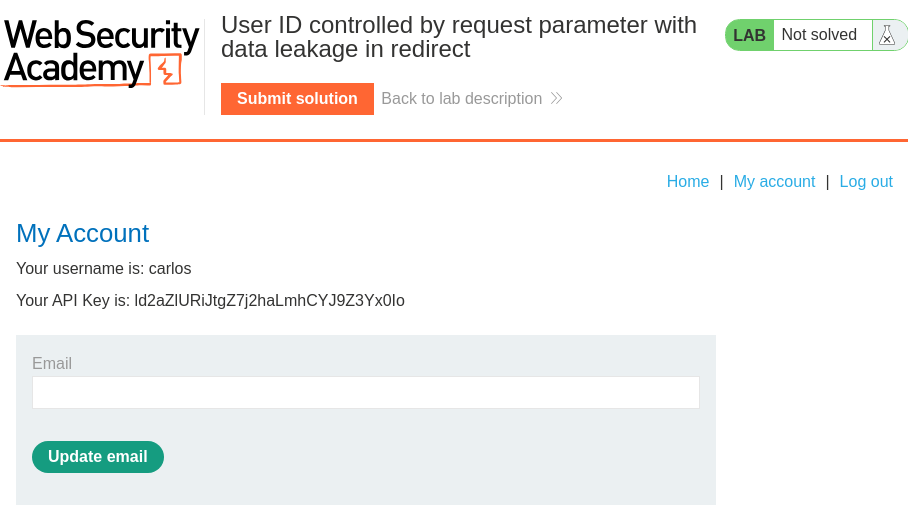 Web Security
Academy
User ID controlled by request parameter with
data leakage in redirect
LAB Not solved
Submit solution Back to lab description
Home | My account | Log out
My Account
Your username is: carlos
Your API Key is: ld2aZlURiJtgZ7j2haLmhCYJ9Z3Yx0Io
Email
Update email